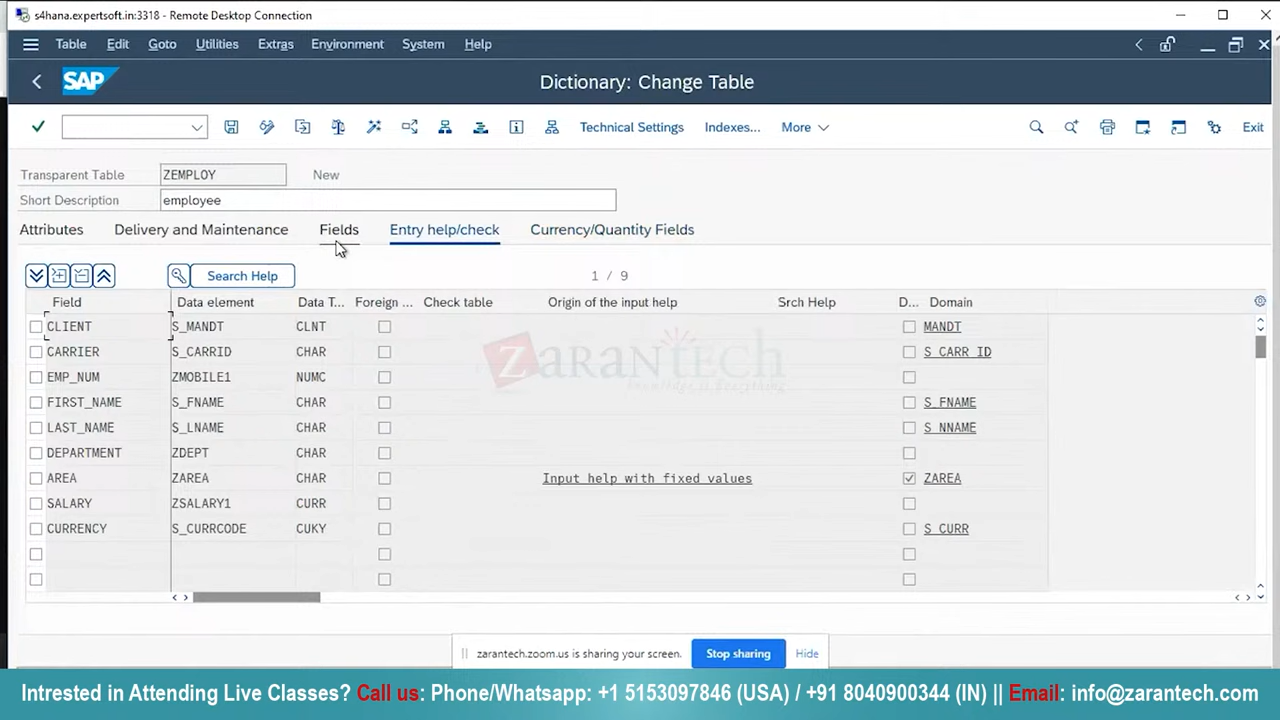 s4hana.expertsoft.in:3318 - Remote Desktop Connection
Table Edit Goto Utilities Extras Environment System Help
SAP Dictionary: Change Table
Technical Settings Indexes... More Exit
Transparent Table ZEMPLOY New
Short Description employee
Attributes Delivery and Maintenance Fields Entry help/check Currency/Quantity Fields
Search Help 1 / 9
Field Data element Data T... Foreign ... Check table Origin of the input help Srch Help D... Domain
CLIENT S_MANDT CLNT MANDT
CARRIER S_CARRID CHAR S_CARR_ID
EMP_NUM ZMOBILE1 NUMC
FIRST_NAME S_FNAME CHAR S_FNAME
LAST_NAME S_LNAME CHAR S_NNAME
DEPARTMENT ZDEPT CHAR
AREA ZAREA CHAR Input help with fixed values ZAREA
SALARY ZSALARY1 CURR
CURRENCY S_CURRCODE CUKY S_CURR
ZaranTech
knowledge is Everything
zarantech.zoom.us is sharing your screen. Stop sharing Hide
Intrested in Attending Live Classes? Call us: Phone/Whatsapp: +1 5153097846 (USA) / +91 8040900344 (IN) || Email: info@zarantech.com